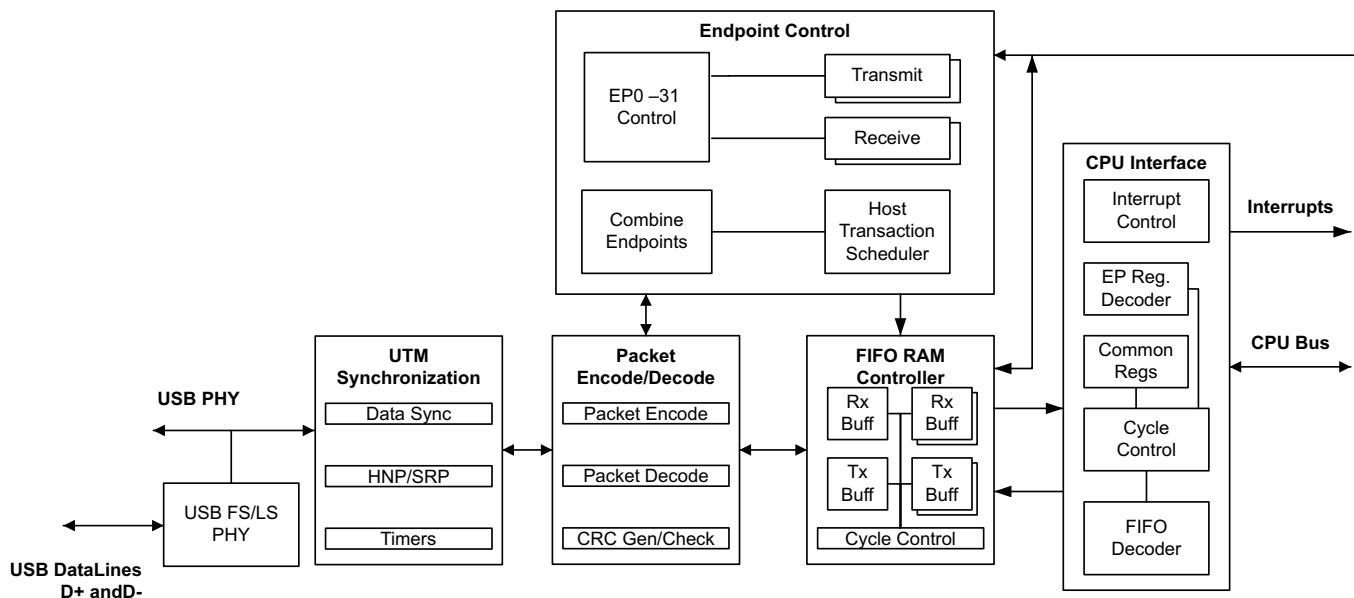 Endpoint Control
EP0 –31
Control
Transmit
Receive
Combine
Endpoints
Host
Transaction
Scheduler
CPU Interface
Interrupt
Control
EP Reg.
Decoder
Common
Regs
Cycle
Control
FIFO
Decoder
Interrupts
CPU Bus
UTM
Synchronization
Data Sync
HNP/SRP
Timers
Packet
Encode/Decode
Packet Encode
Packet Decode
CRC Gen/Check
FIFO RAM
Controller
Rx
Buff
Rx
Buff
Tx
Buff
Tx
Buff
Cycle Control
USB PHY
USB FS/LS
PHY
USB DataLines
D+ andD-